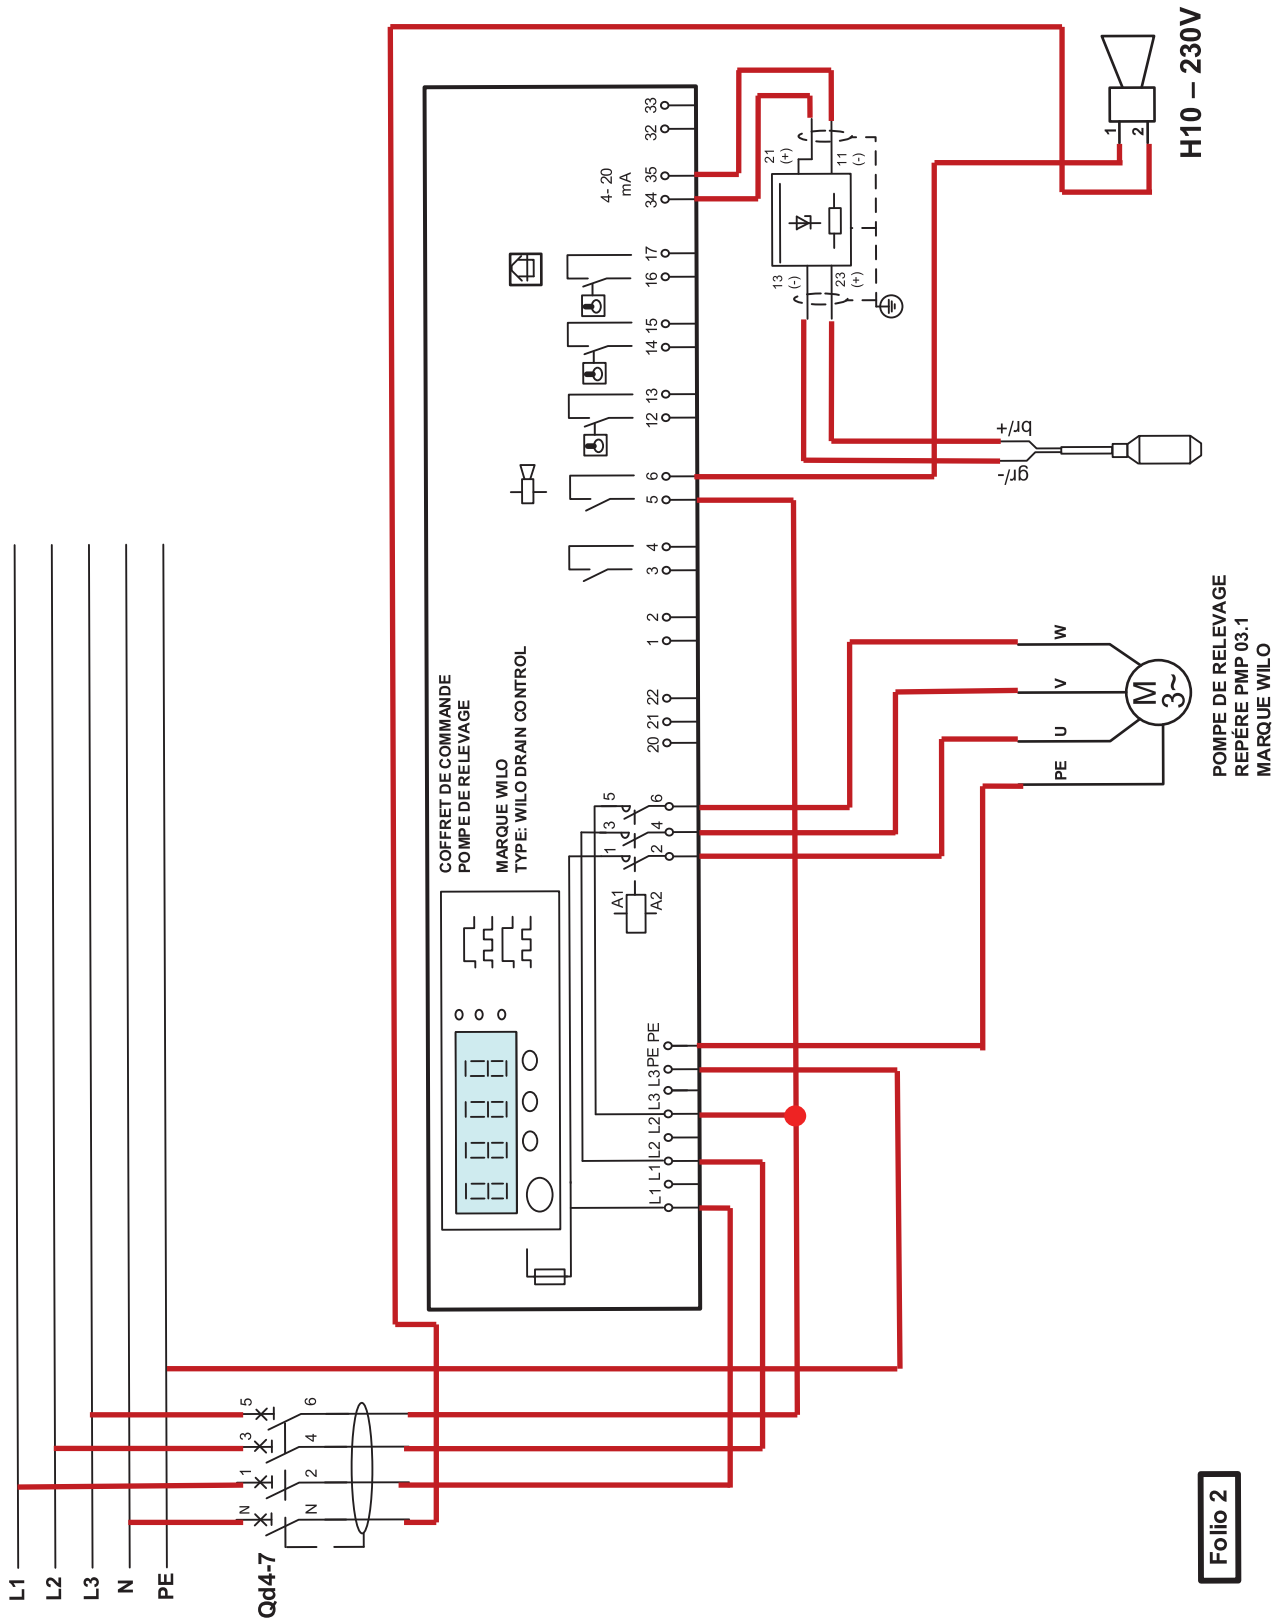 L1
L2
L3
N
PE
Qd4-7
N
1
3
5
N
2
4
6
COFFRET DE COMMANDE
POMPE DE RELEVAGE
MARQUE WILO
TYPE: WILO DRAIN CONTROL
L1 L1 L2 L2 L3 L3 PE PE
A1
A2
1
3
5
2
4
6
20 21 22
1 2
3 4
5 6
12 13
14 15
16 17
4- 20
mA
34 35
32 33
21
(+)
11
(-)
13
(-)
23
(+)
br/+
gr/-
1
2
H10 – 230V
PE
U
V
W
M
3~
POMPE DE RELEVAGE
REPÉRE PMP 03.1
MARQUE WILO
Folio 2